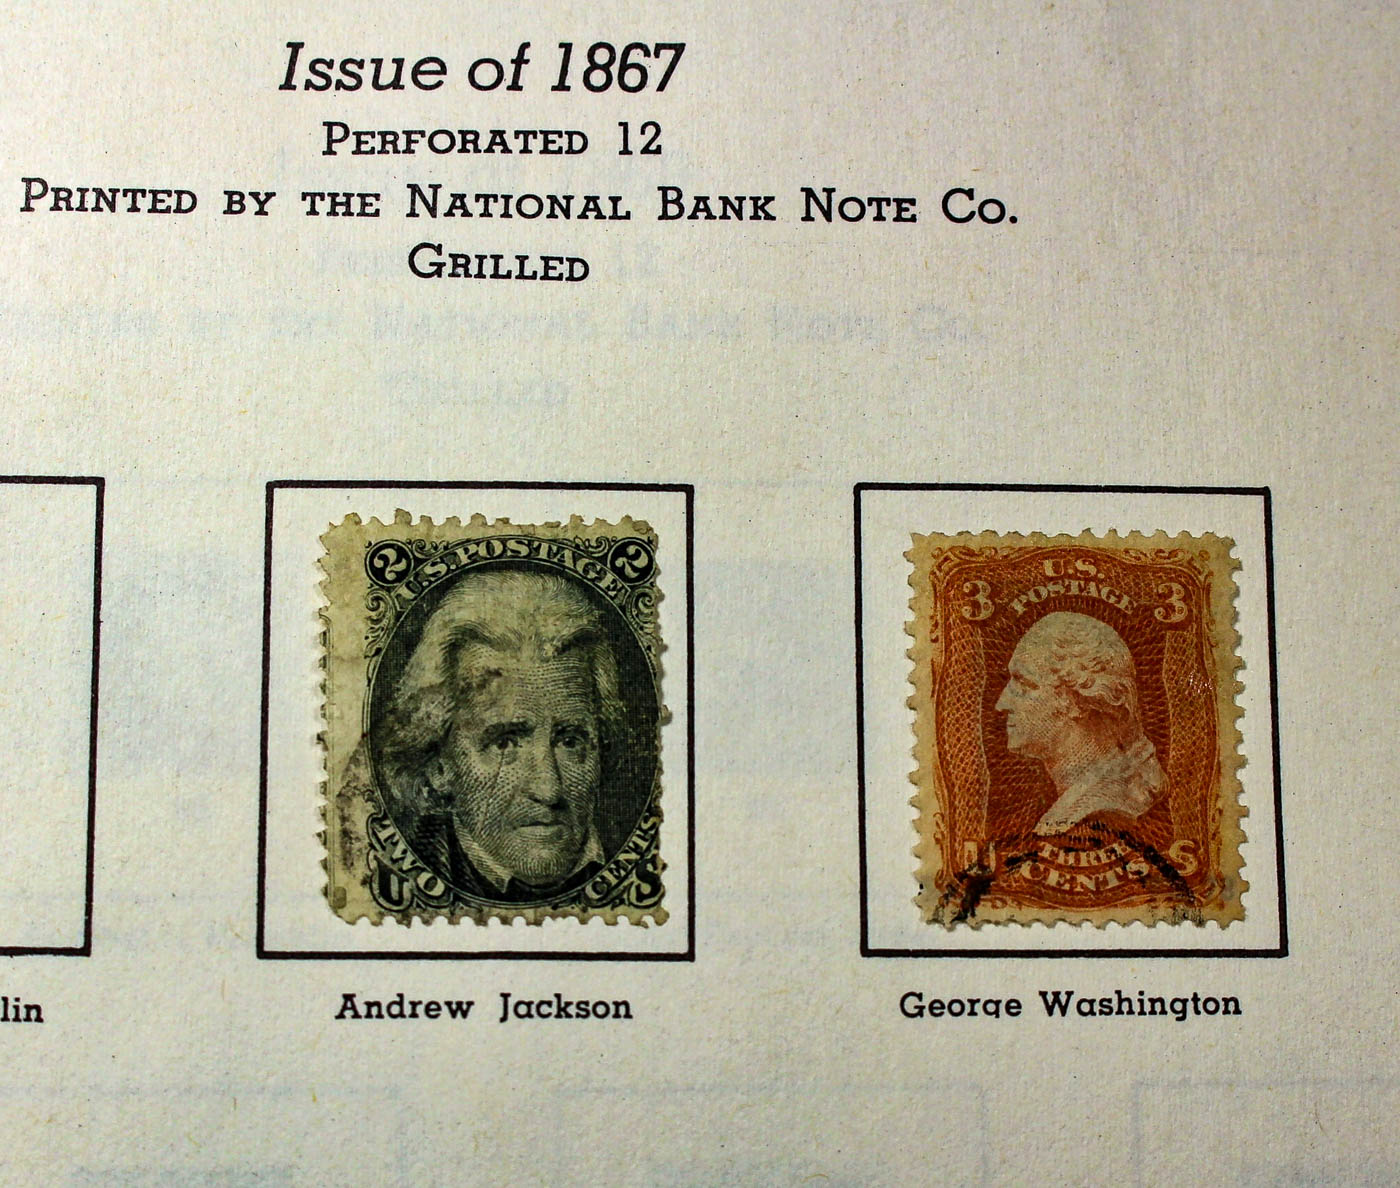 Issue of 1867
PERFORATED 12
PRINTED BY THE NATIONAL BANK NOTE CO.
GRILLED
2 U.S. POSTAGE 2
TWO CENTS
U S
U.S.
3 POSTAGE 3
THREE
U CENTS S
lin
Andrew Jackson
George Washington